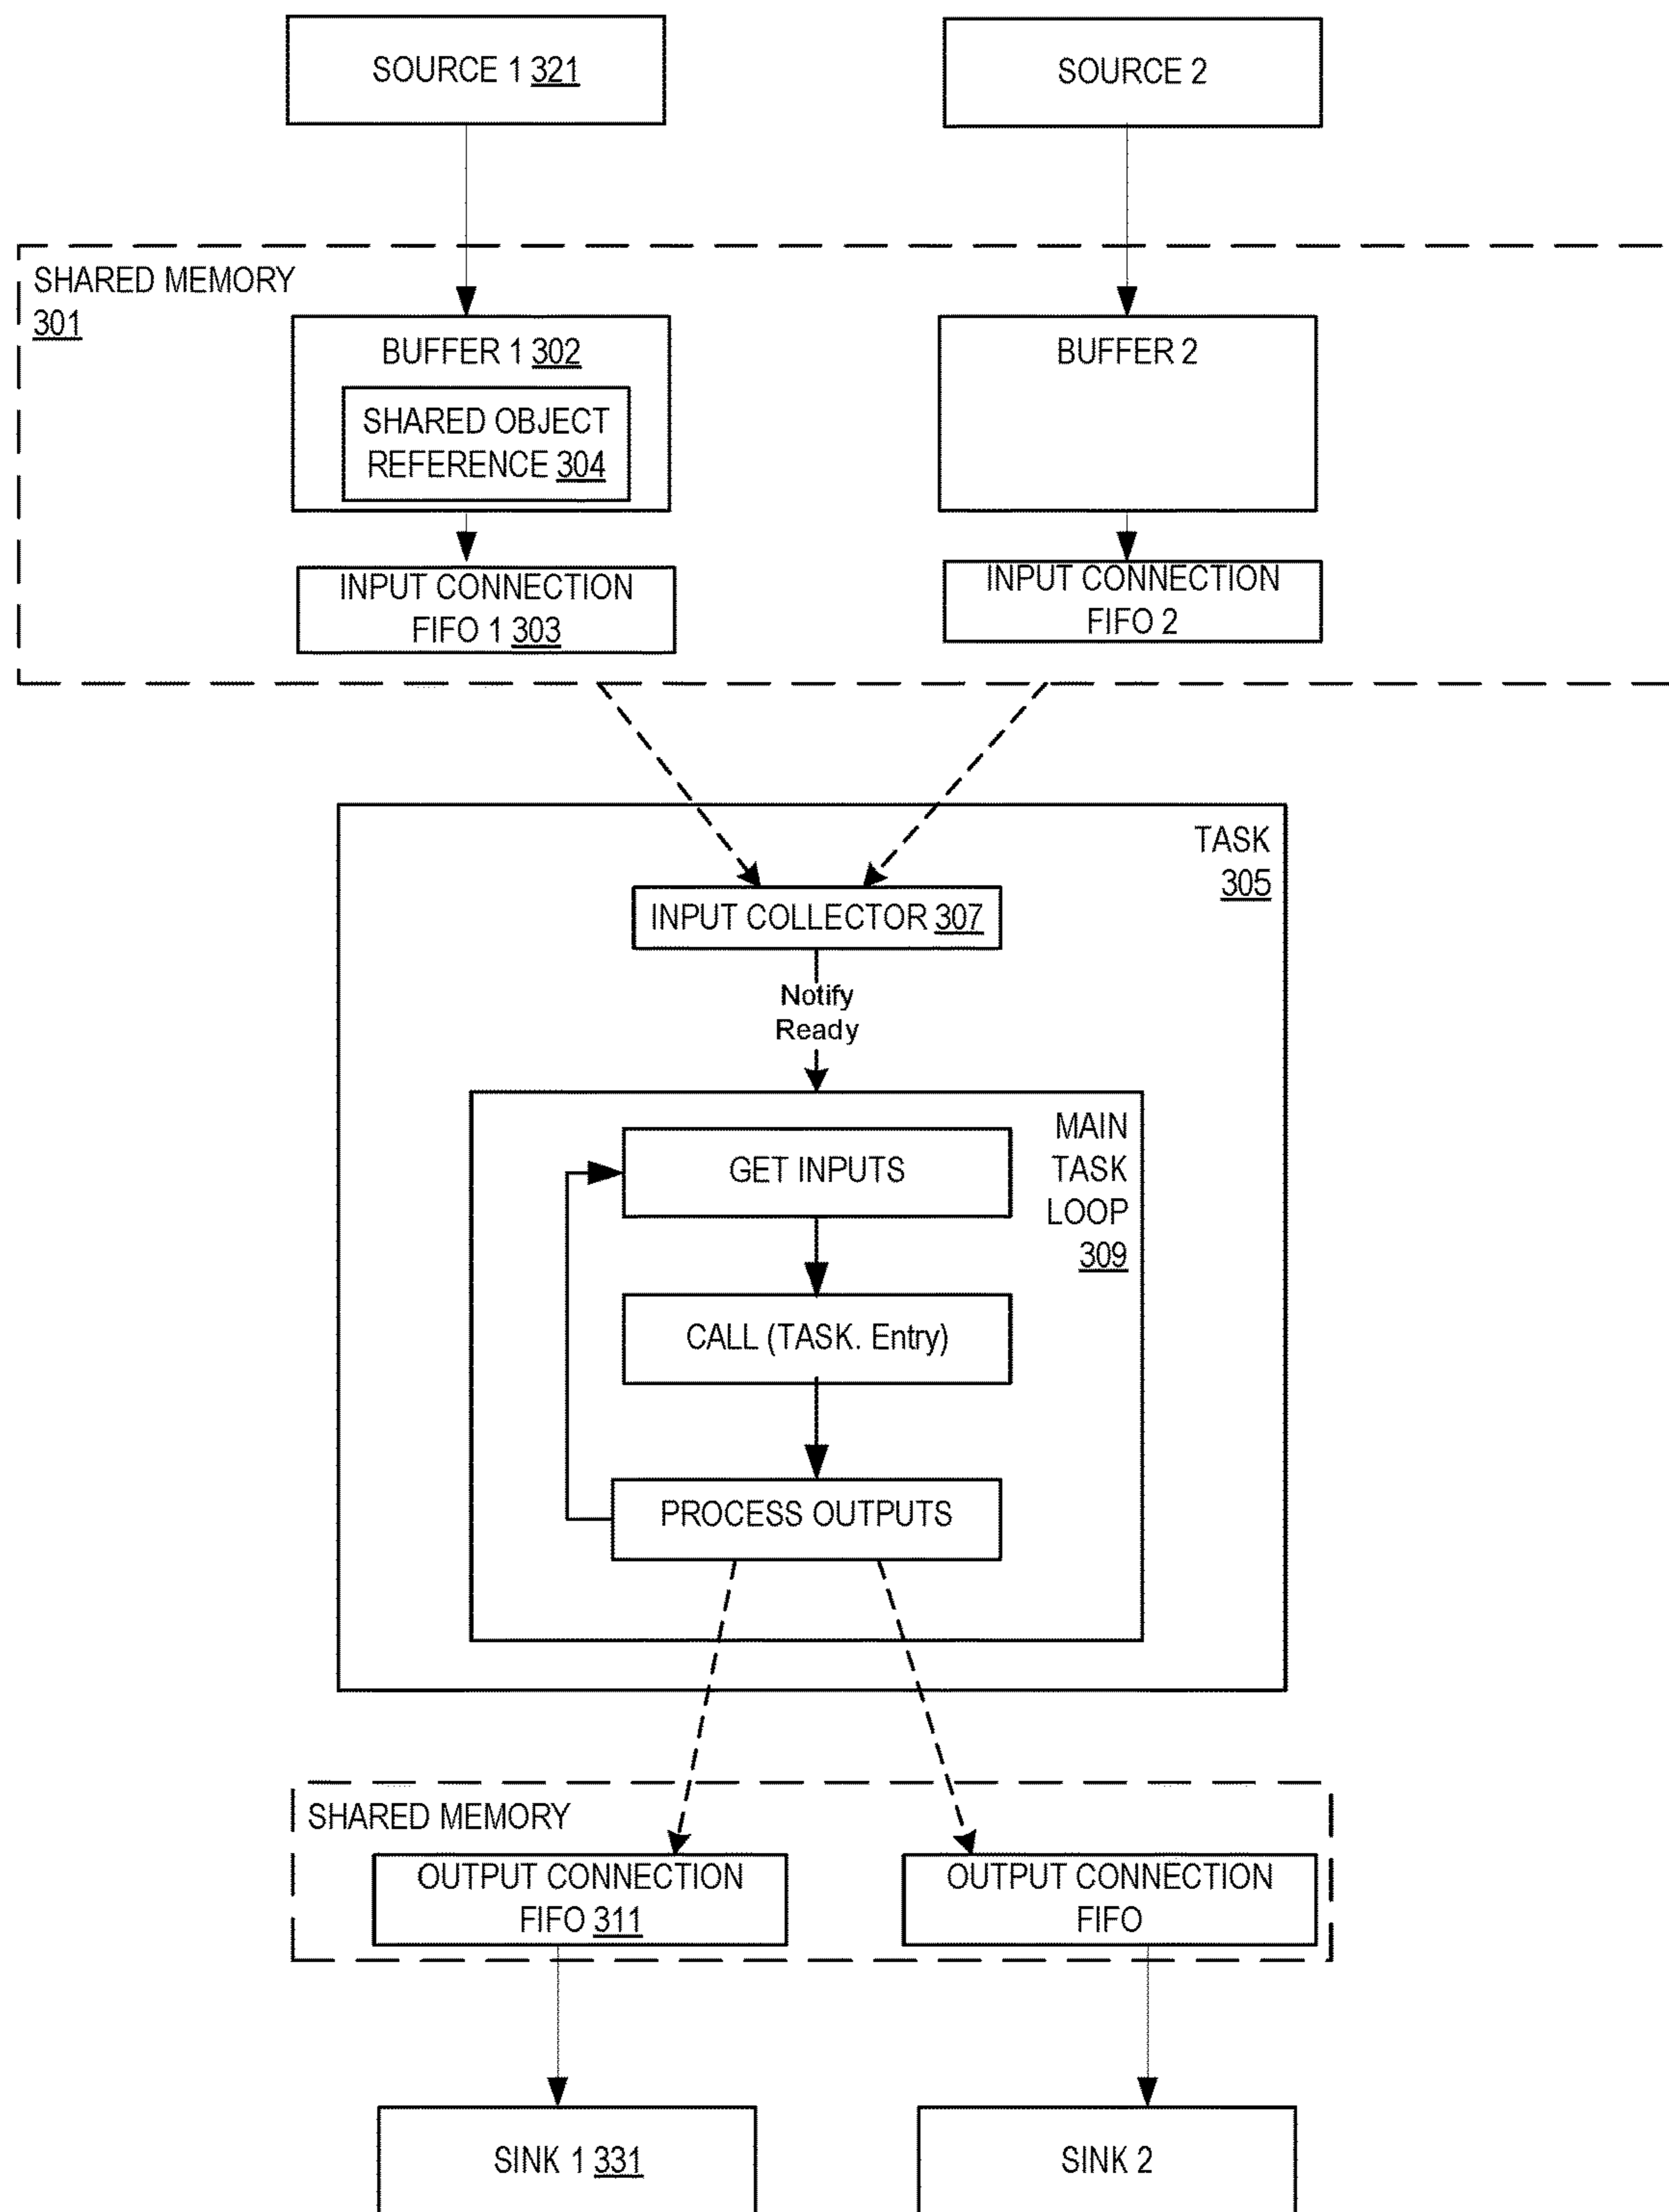 SOURCE 1 321
SOURCE 2
SHARED MEMORY
301
BUFFER 1 302
SHARED OBJECT
REFERENCE 304
BUFFER 2
INPUT CONNECTION
FIFO 1 303
INPUT CONNECTION
FIFO 2
TASK
305
INPUT COLLECTOR 307
Notify
Ready
MAIN
TASK
LOOP
309
GET INPUTS
CALL (TASK. Entry)
PROCESS OUTPUTS
SHARED MEMORY
OUTPUT CONNECTION
FIFO 311
OUTPUT CONNECTION
FIFO
SINK 1 331
SINK 2